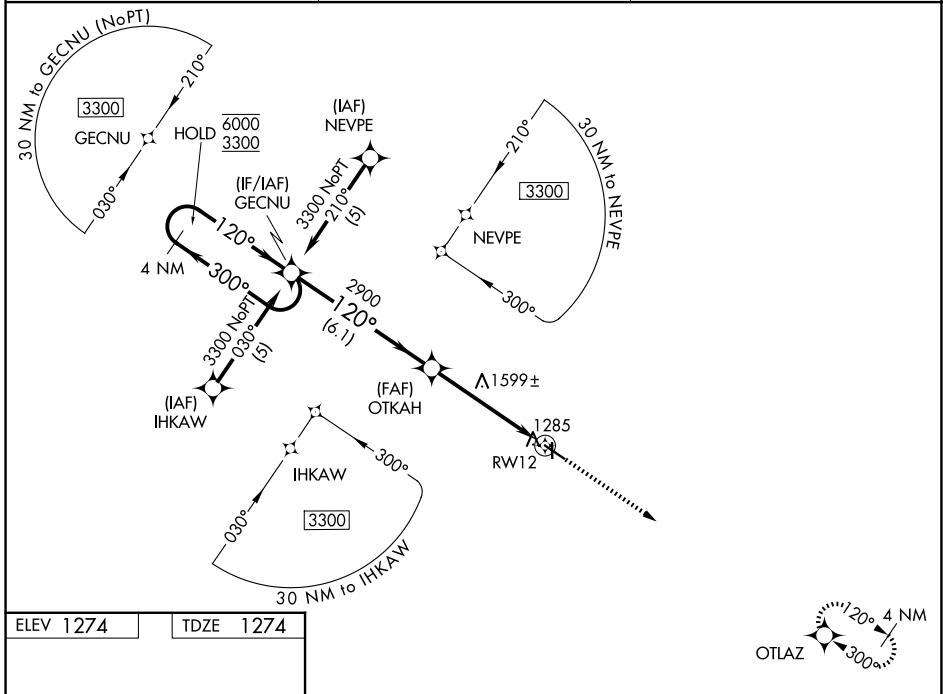 30 NM to GECNU (NoPT)
210°
3300
GECNU
030°
HOLD
6000
3300
(IAF)
NEVPE
3300 NoPT
210°
(5)
(IF/IAF)
GECNU
120°
4 NM
300°
3300 NoPT
030°
(5)
(IAF)
IHKAW
2900
120°
(6.1)
210°
30 NM to NEVPE
3300
NEVPE
300°
(FAF)
OTKAH
1599±
1285
RW12
IHKAW
300°
030°
3300
30 NM to IHKAW
ELEV 1274
TDZE 1274
120°
4 NM
OTLAZ
300°